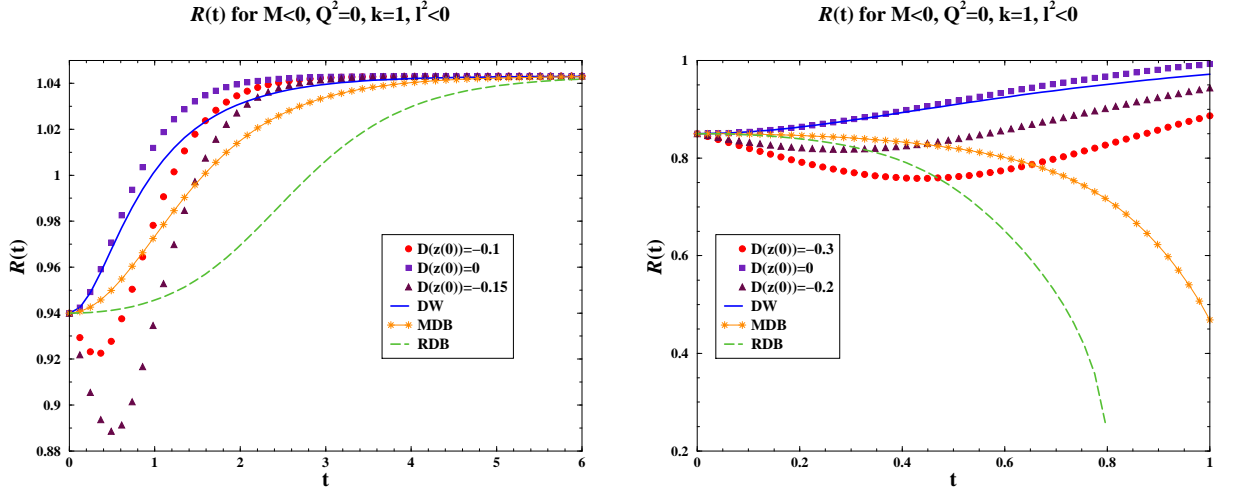 R(t) for M<0, Q²=0, k=1, l²<0
1.04
1.02
1
0.98
0.96
0.94
0.92
0.9
0.88
R(t)
0
1
2
3
4
5
6
t
D(z(0))=−0.1
D(z(0))=0
D(z(0))=−0.15
DW
MDB
RDB
R(t) for M<0, Q²=0, k=1, l²<0
1
0.8
0.6
0.4
0.2
R(t)
0
0.2
0.4
0.6
0.8
1
t
D(z(0))=−0.3
D(z(0))=0
D(z(0))=−0.2
DW
MDB
RDB